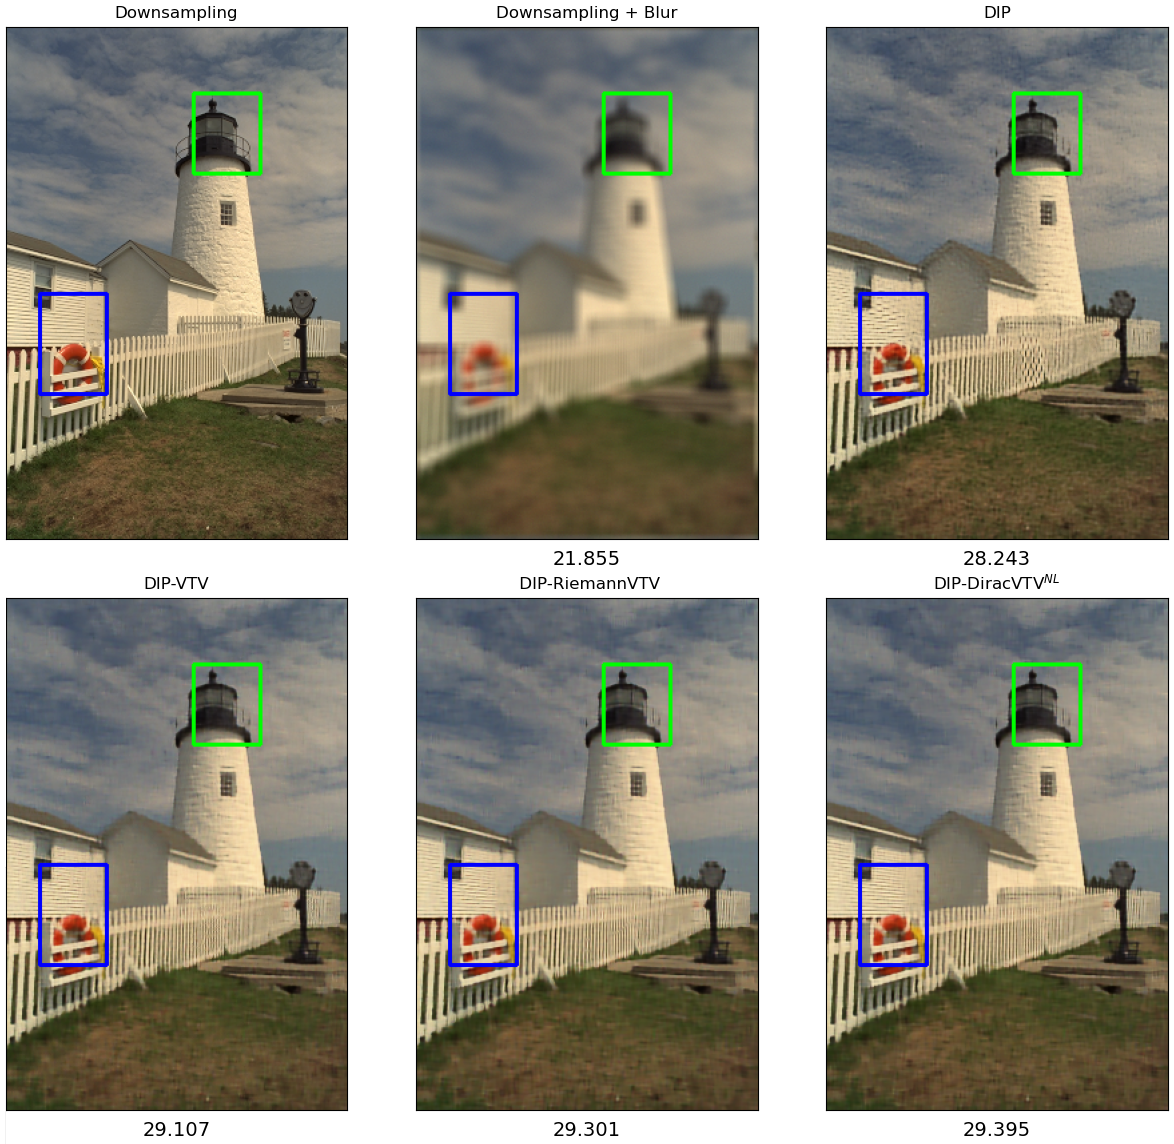 Downsampling
Downsampling + Blur
DIP
21.855
28.243
DIP-VTV
DIP-RiemannVTV
DIP-DiracVTV^{NL}
29.107
29.301
29.395